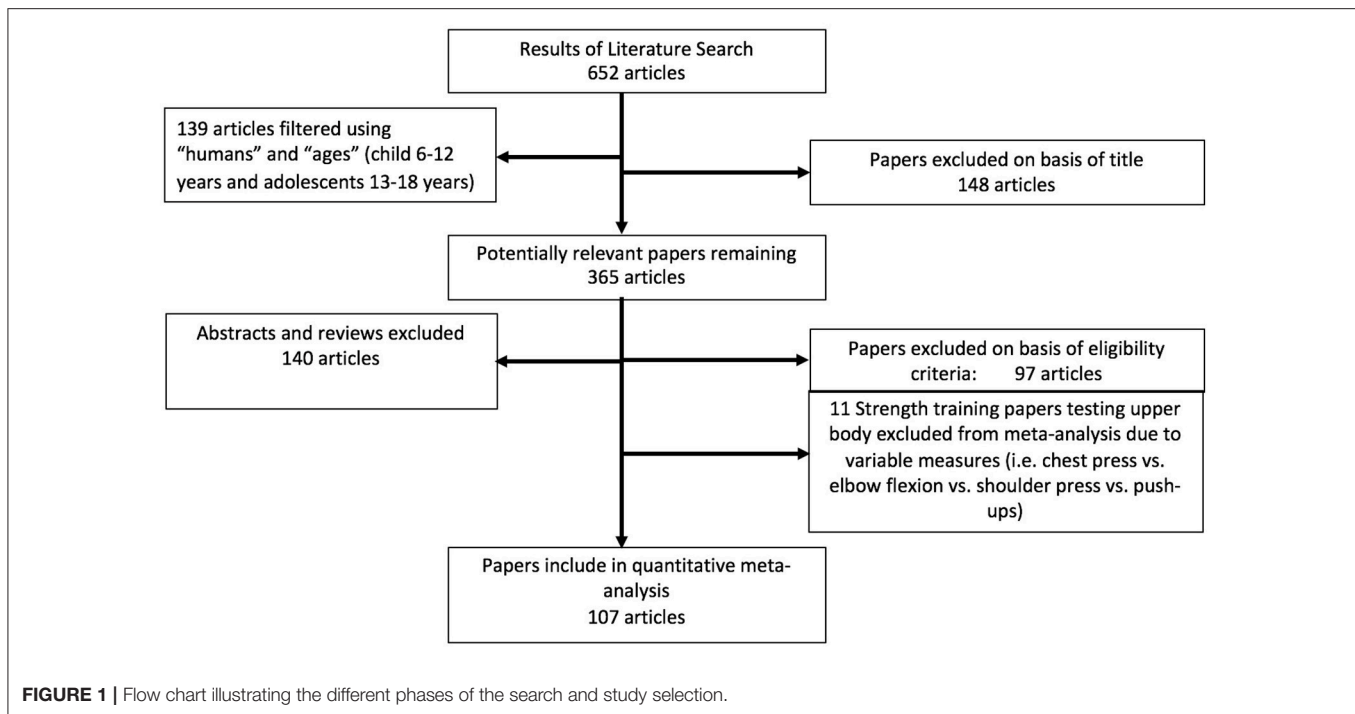 Results of Literature Search
652 articles
139 articles filtered using
“humans” and “ages” (child 6-12
years and adolescents 13-18 years)
Papers excluded on basis of title
148 articles
Potentially relevant papers remaining
365 articles
Abstracts and reviews excluded
140 articles
Papers excluded on basis of eligibility
criteria: 97 articles
11 Strength training papers testing upper
body excluded from meta-analysis due to
variable measures (i.e. chest press vs.
elbow flexion vs. shoulder press vs. push-
ups)
Papers include in quantitative meta-
analysis
107 articles
FIGURE 1 | Flow chart illustrating the different phases of the search and study selection.